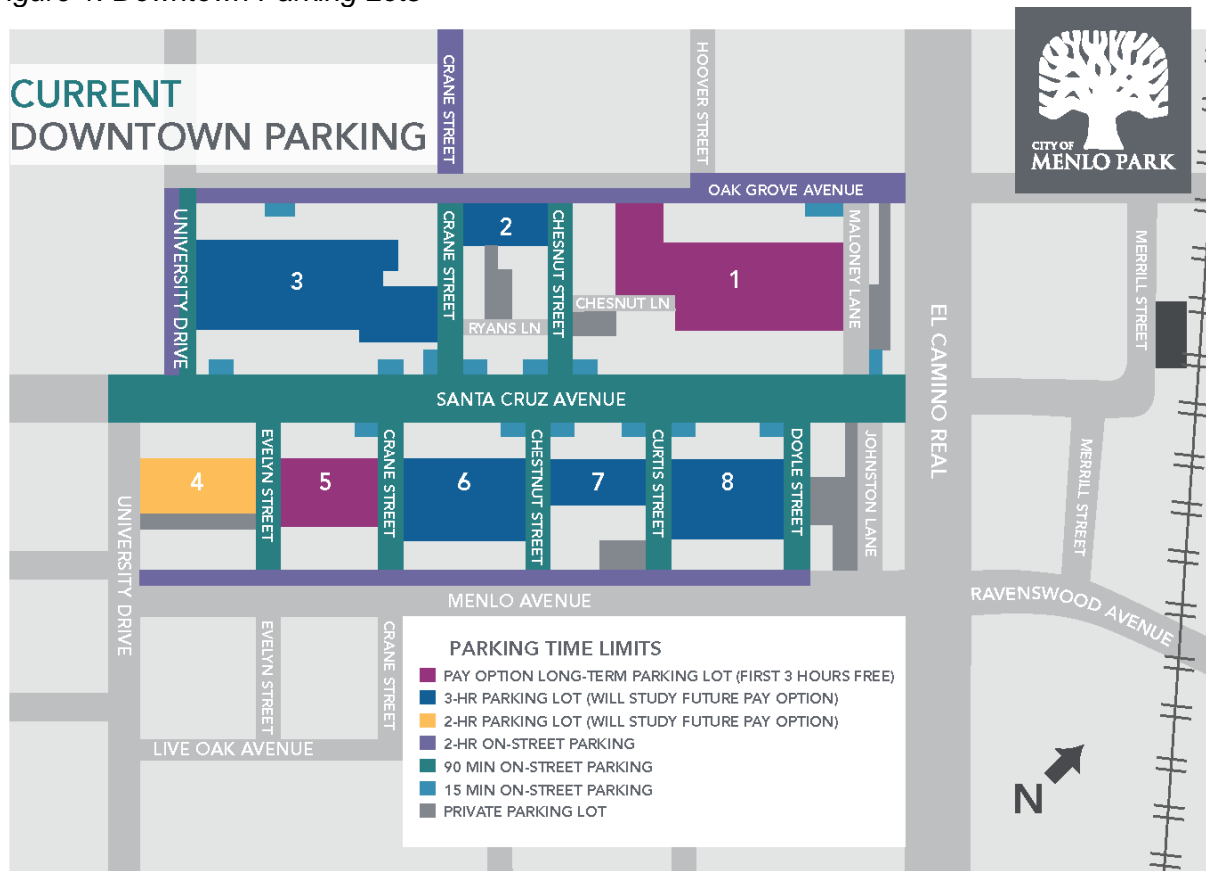 Figure 4. Downtown Parking Lots
CURRENT
DOWNTOWN PARKING
CRANE STREET
HOOVER STREET
CITY OF
MENLO PARK
OAK GROVE AVENUE
UNIVERSITY DRIVE
CRANE STREET
2
CHESNUT STREET
MALONEY LANE
3
1
CHESNUT LN
RYANS LN
EL CAMINO REAL
MERRILL STREET
SANTA CRUZ AVENUE
UNIVERSITY DRIVE
4
EVELYN STREET
5
CRANE STREET
6
CHESTNUT STREET
7
CURTIS STREET
8
DOYLE STREET
JOHNSTON LANE
MERRILL STREET
MENLO AVENUE
RAVENSWOOD AVENUE
EVELYN STREET
CRANE STREET
LIVE OAK AVENUE
PARKING TIME LIMITS
PAY OPTION LONG-TERM PARKING LOT (FIRST 3 HOURS FREE)
3-HR PARKING LOT (WILL STUDY FUTURE PAY OPTION)
2-HR PARKING LOT (WILL STUDY FUTURE PAY OPTION)
2-HR ON-STREET PARKING
90 MIN ON-STREET PARKING
15 MIN ON-STREET PARKING
PRIVATE PARKING LOT
N